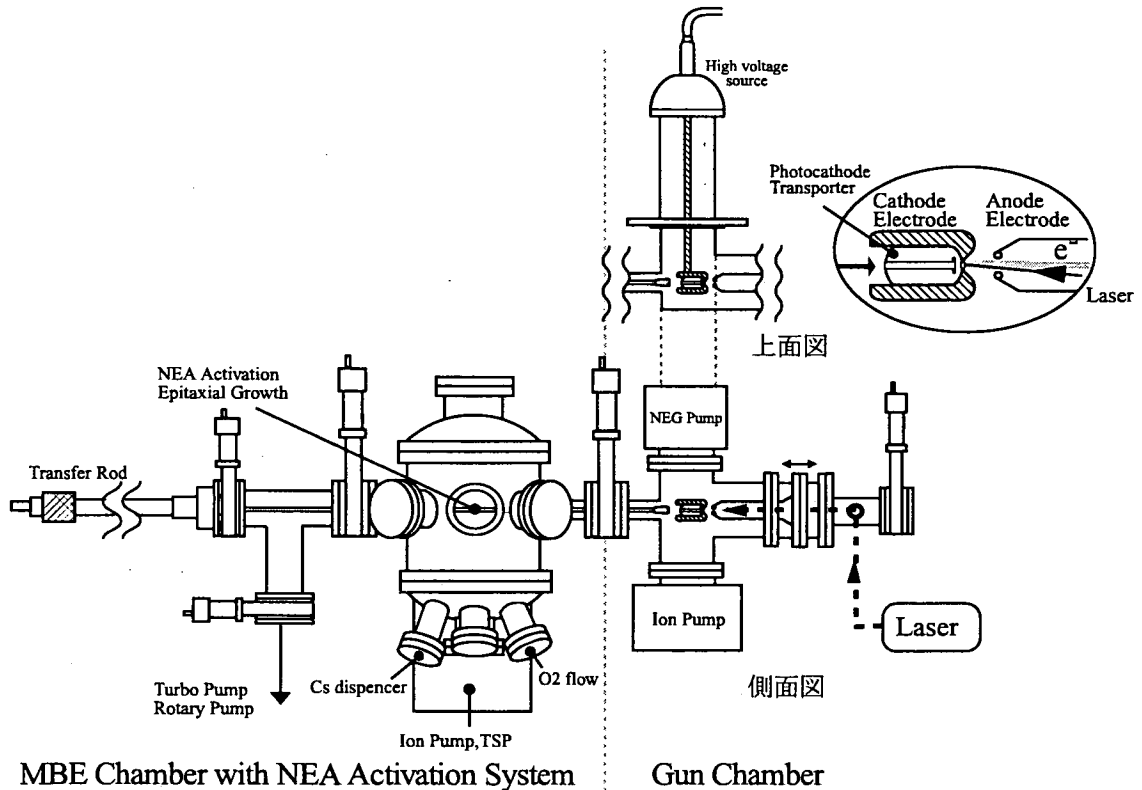 High voltage
source
Photocathode
Transporter
Cathode
Electrode
Anode
Electrode
e-
Laser
上面図
NEA Activation
Epitaxial Growth
NEG Pump
Transfer Rod
Ion Pump
Laser
Cs dispencer
O2 flow
側面図
Turbo Pump
Rotary Pump
Ion Pump,TSP
MBE Chamber with NEA Activation System
Gun Chamber